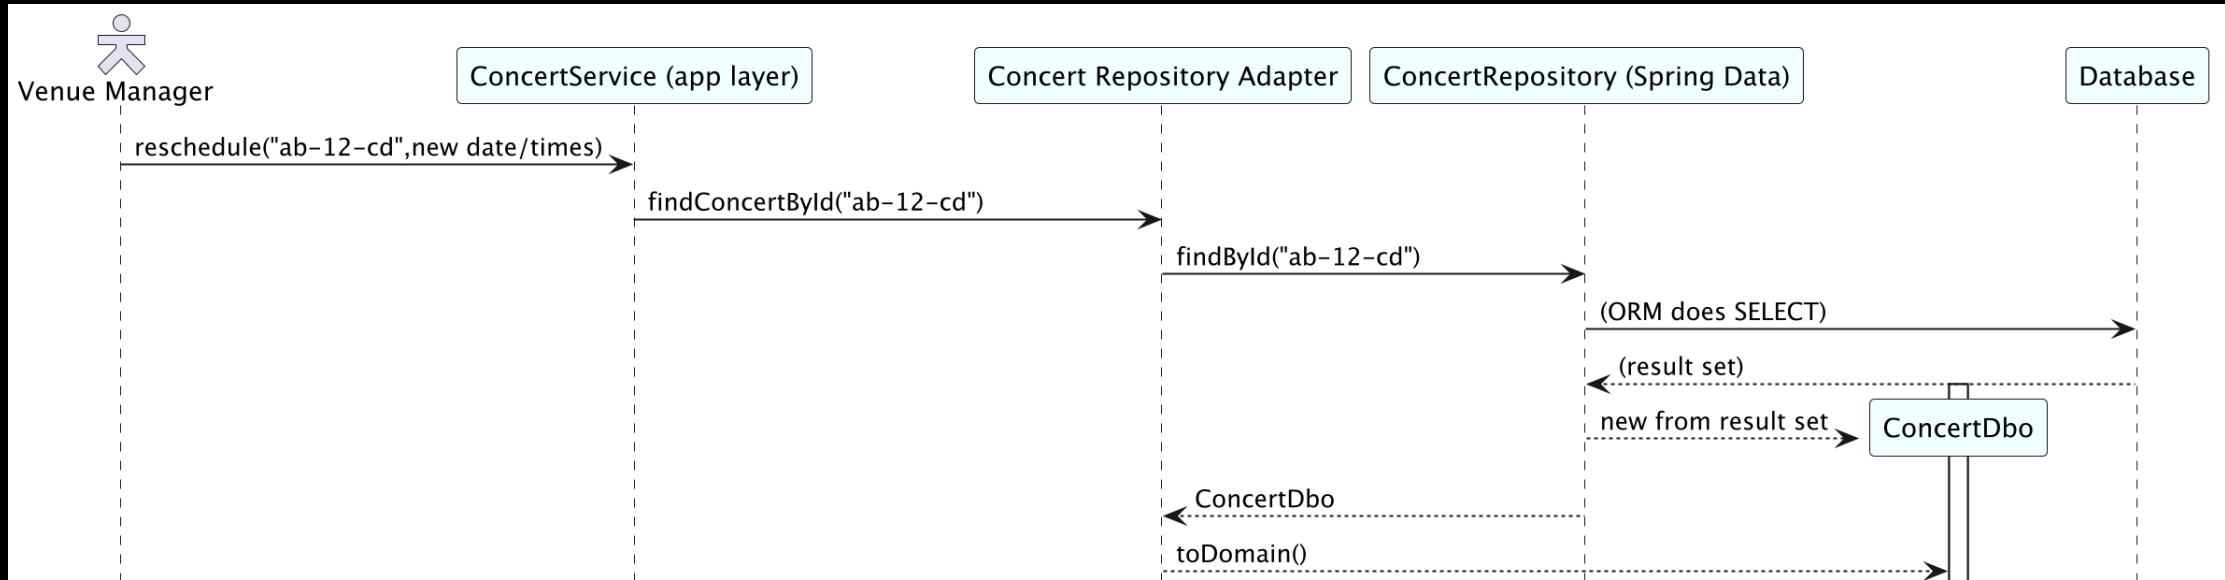 Venue Manager
ConcertService (app layer)
Concert Repository Adapter
ConcertRepository (Spring Data)
Database
reschedule("ab-12-cd",new date/times)
findConcertById("ab-12-cd")
findById("ab-12-cd")
(ORM does SELECT)
(result set)
new from result set
ConcertDbo
ConcertDbo
toDomain()